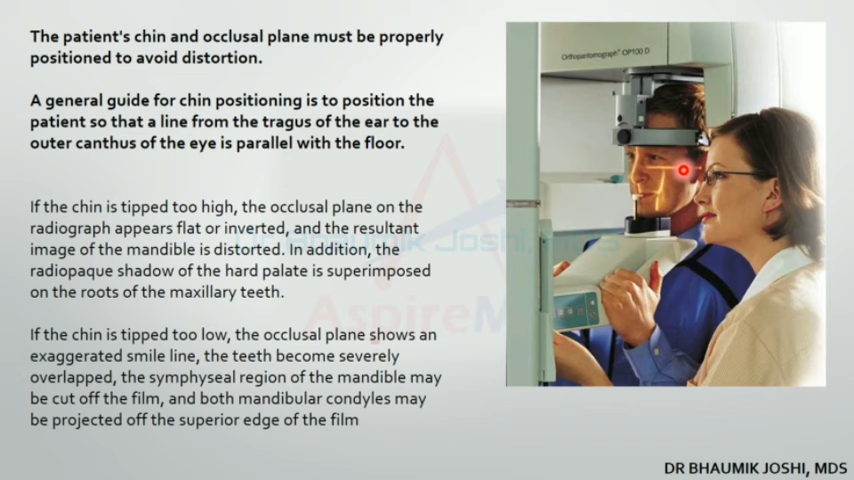 The patient's chin and occlusal plane must be properly
positioned to avoid distortion.
A general guide for chin positioning is to position the
patient so that a line from the tragus of the ear to the
outer canthus of the eye is parallel with the floor.
If the chin is tipped too high, the occlusal plane on the
radiograph appears flat or inverted, and the resultant
image of the mandible is distorted. In addition, the
radiopaque shadow of the hard palate is superimposed
on the roots of the maxillary teeth.
If the chin is tipped too low, the occlusal plane shows an
exaggerated smile line, the teeth become severely
overlapped, the symphyseal region of the mandible may
be cut off the film, and both mandibular condyles may
be projected off the superior edge of the film
Orthopantomograph® OP100 D
Dr Bhaumik Joshi, MDS
AspireM
DR BHAUMIK JOSHI, MDS